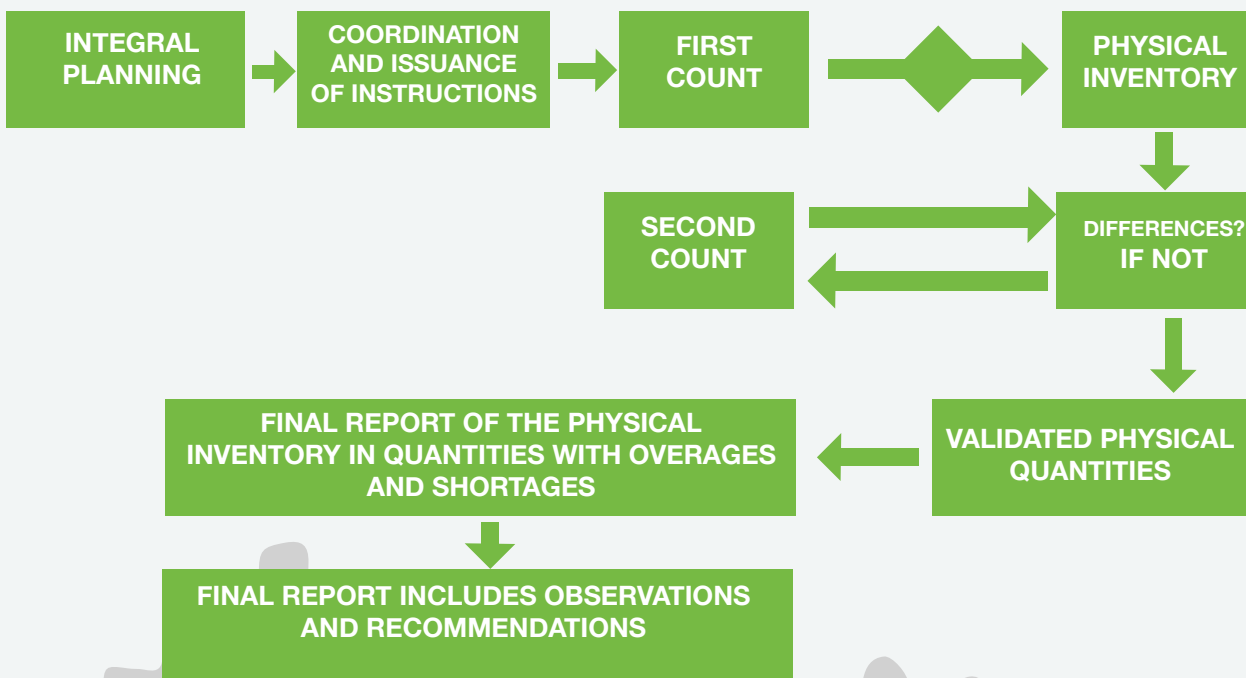 INTEGRAL
PLANNING
COORDINATION
AND ISSUANCE
OF INSTRUCTIONS
FIRST
COUNT
PHYSICAL
INVENTORY
SECOND
COUNT
DIFFERENCES?
IF NOT
FINAL REPORT OF THE PHYSICAL
INVENTORY IN QUANTITIES WITH OVERAGES
AND SHORTAGES
VALIDATED PHYSICAL
QUANTITIES
FINAL REPORT INCLUDES OBSERVATIONS
AND RECOMMENDATIONS